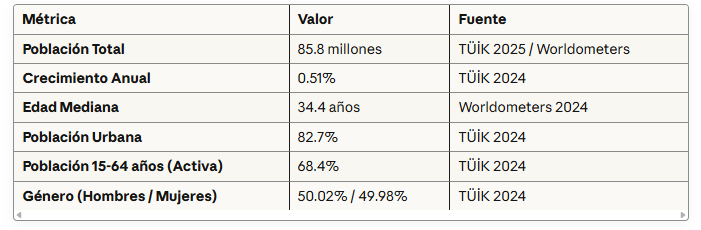 Métrica Valor Fuente
Población Total 85.8 millones TÜİK 2025 / Worldometers
Crecimiento Anual 0.51% TÜİK 2024
Edad Mediana 34.4 años Worldometers 2024
Población Urbana 82.7% TÜİK 2024
Población 15-64 años (Activa) 68.4% TÜİK 2024
Género (Hombres / Mujeres) 50.02% / 49.98% TÜİK 2024